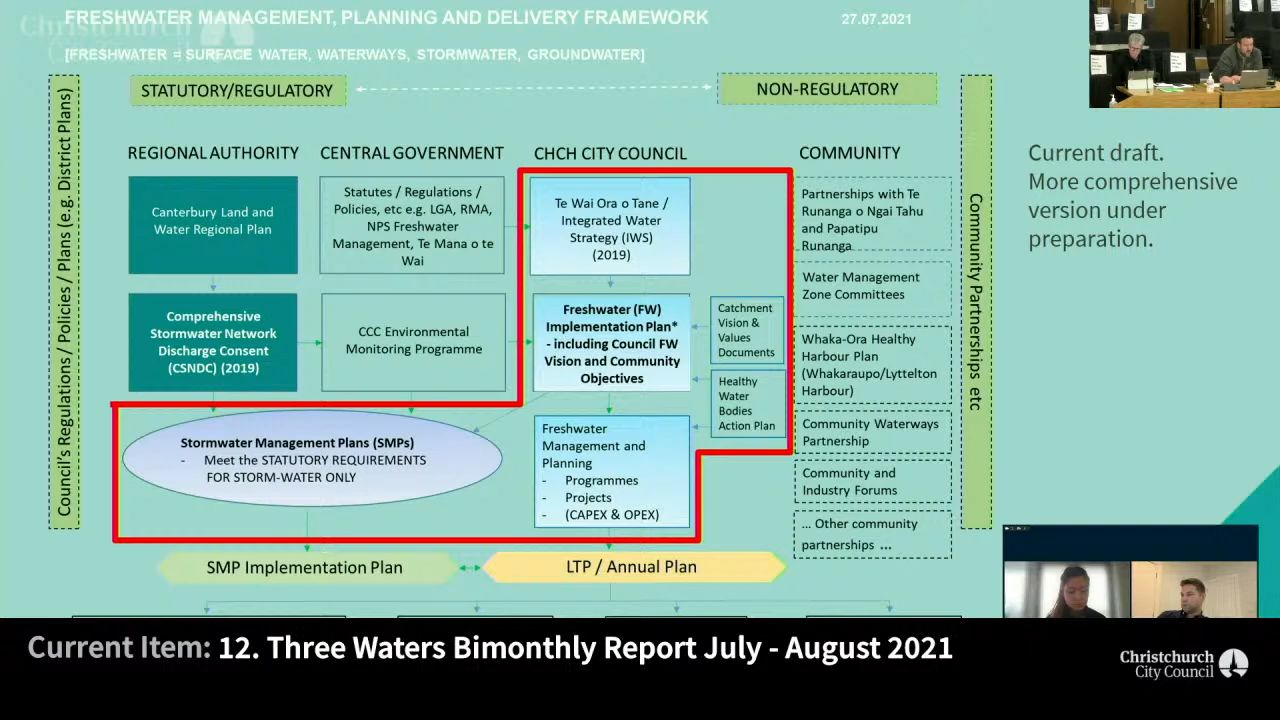 FRESHWATER MANAGEMENT, PLANNING AND DELIVERY FRAMEWORK
27.07.2021
Christchurch
City Council
[FRESHWATER = SURFACE WATER, WATERWAYS, STORMWATER, GROUNDWATER]
STATUTORY/REGULATORY
NON-REGULATORY
Council's Regulations / Policies / Plans (e.g. District Plans)
REGIONAL AUTHORITY
CENTRAL GOVERNMENT
CHCH CITY COUNCIL
COMMUNITY
Canterbury Land and
Water Regional Plan
Statutes / Regulations /
Policies, etc e.g. LGA, RMA,
NPS Freshwater
Management, Te Mana o te
Wai
Te Wai Ora o Tane /
Integrated Water
Strategy (IWS)
(2019)
Partnerships with Te
Runanga o Ngai Tahu
and Papatipu
Runanga
Water Management
Zone Committees
Comprehensive
Stormwater Network
Discharge Consent
(CSNDC) (2019)
CCC Environmental
Monitoring Programme
Freshwater (FW)
Implementation Plan*
- including Council FW
Vision and Community
Objectives
Catchment
Vision &
Values
Documents
Healthy
Water
Bodies
Action Plan
Whaka-Ora Healthy
Harbour Plan
(Whakaraupo/Lyttelton
Harbour)
Community Waterways
Partnership
Community and
Industry Forums
... Other community
partnerships ...
Community Partnerships etc
Stormwater Management Plans (SMPs)
- Meet the STATUTORY REQUIREMENTS
FOR STORM-WATER ONLY
Freshwater
Management and
Planning
- Programmes
- Projects
- (CAPEX & OPEX)
SMP Implementation Plan
LTP / Annual Plan
Current draft.
More comprehensive
version under
preparation.
Current Item: 12. Three Waters Bimonthly Report July - August 2021
Christchurch
City Council